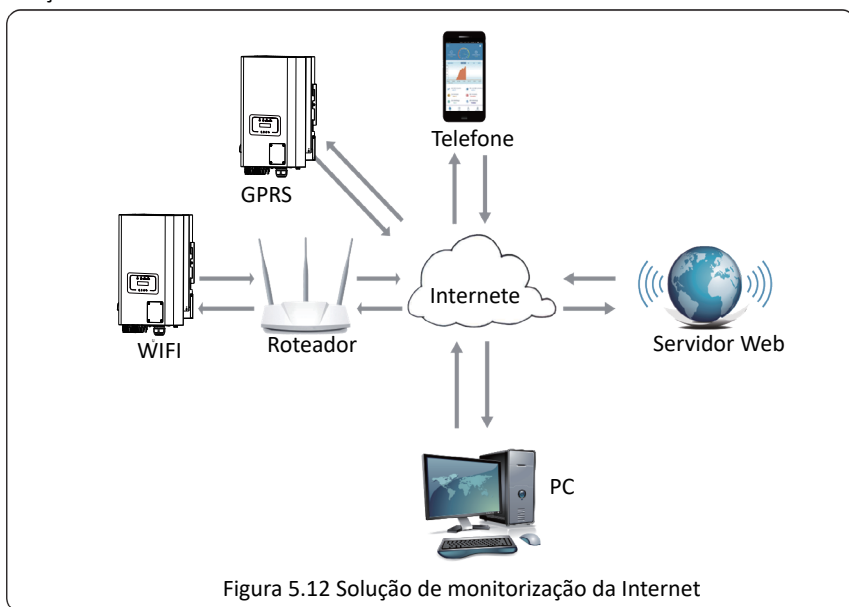 Telefone
GPRS
Internete
WIFI
Roteador
Servidor Web
PC
Figura 5.12 Solução de monitorização da Internet